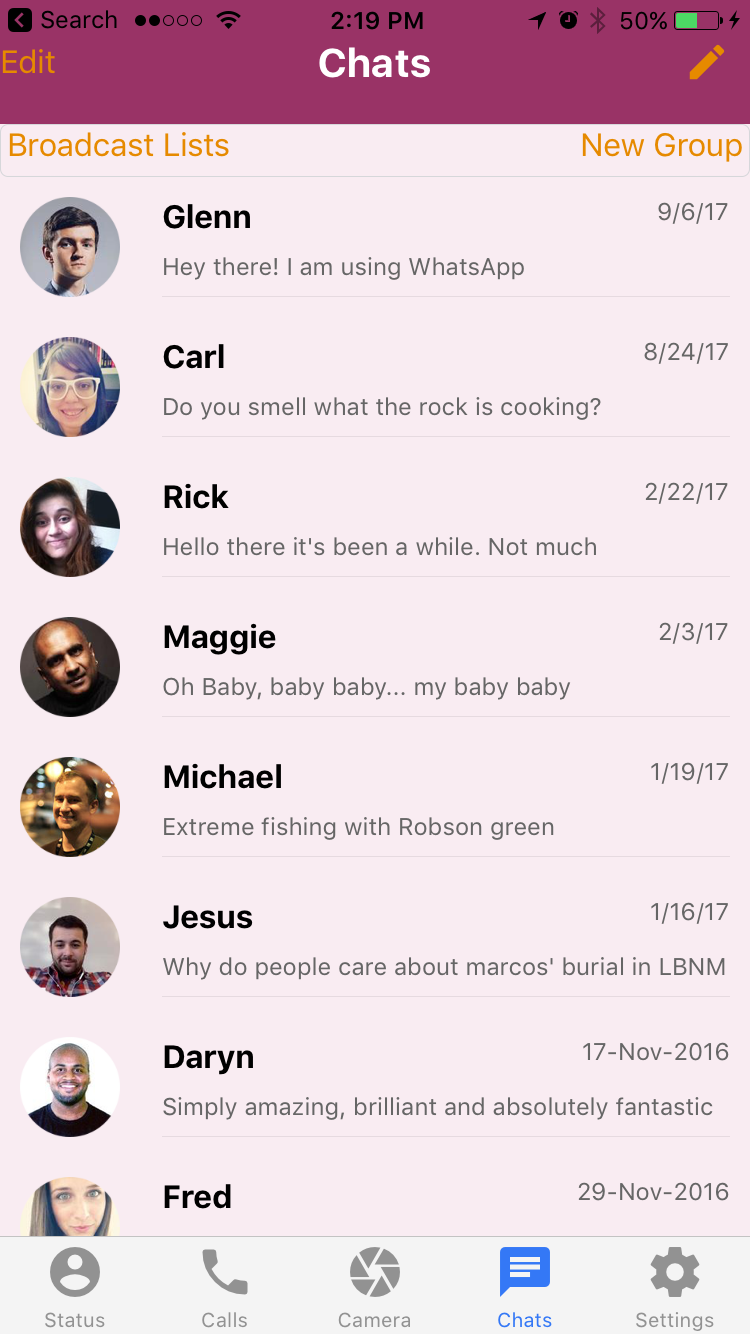 Search 2:19 PM 50%
Edit Chats
Broadcast Lists New Group
Glenn 9/6/17
Hey there! I am using WhatsApp
Carl 8/24/17
Do you smell what the rock is cooking?
Rick 2/22/17
Hello there it's been a while. Not much
Maggie 2/3/17
Oh Baby, baby baby... my baby baby
Michael 1/19/17
Extreme fishing with Robson green
Jesus 1/16/17
Why do people care about marcos' burial in LBNM
Daryn 17-Nov-2016
Simply amazing, brilliant and absolutely fantastic
Fred 29-Nov-2016
Status Calls Camera Chats Settings